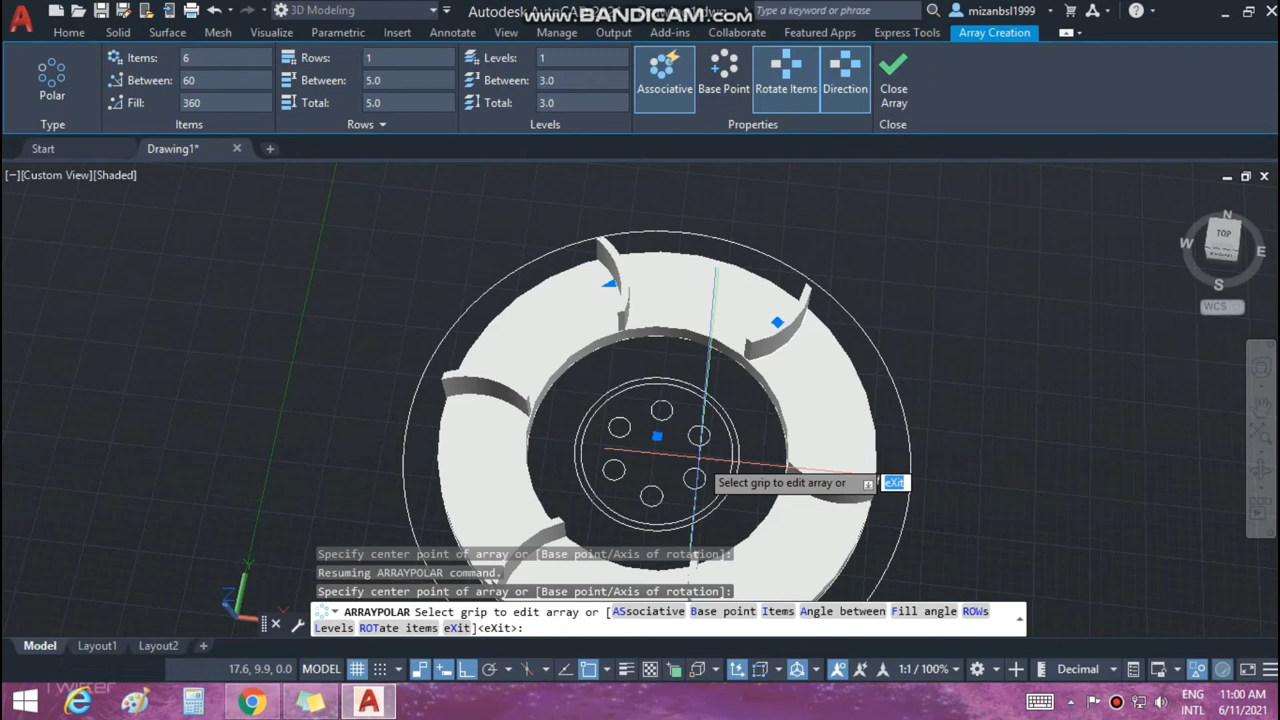 3D Modeling
Autodesk AutoCAD 2021 Drawing1.dwg
www.BANDICAM.com
Type a keyword or phrase
mizanbsl1999
Home Solid Surface Mesh Visualize Parametric Insert Annotate View Manage Output Add-ins Collaborate Featured Apps Express Tools Array Creation
Polar
Type
Items: 6
Between: 60
Fill: 360
Items
Rows: 1
Between: 5.0
Total: 5.0
Rows
Levels: 1
Between: 3.0
Total: 3.0
Levels
Associative
Base Point
Rotate Items
Direction
Properties
Close
Array
Close
Start
Drawing1*
[−][Custom View][Shaded]
N
W TOP E
S
WCS
Select grip to edit array or eXit
Specify center point of array or [Base point/Axis of rotation]:
Resuming ARRAYPOLAR command.
Specify center point of array or [Base point/Axis of rotation]:
ARRAYPOLAR Select grip to edit array or [ASsociative Base point Items Angle between Fill angle ROWs
Levels ROTate items eXit]<eXit>:
Y
Z
Model Layout1 Layout2
17.6, 9.9, 0.0 MODEL 1:1 / 100% Decimal
ENG
INTL
11:00 AM
6/11/2021